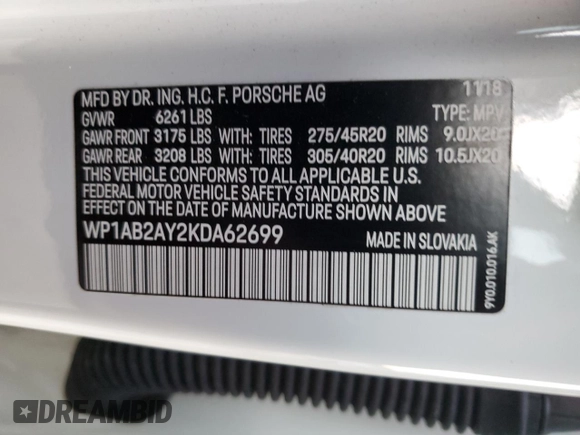 MFD BY DR. ING. H.C. F. PORSCHE AG 11/18
GVWR 6261 LBS TYPE: MPV
GAWR FRONT 3175 LBS WITH: TIRES 275/45R20 RIMS 9.0JX20
GAWR REAR 3208 LBS WITH: TIRES 305/40R20 RIMS 10.5JX20
THIS VEHICLE CONFORMS TO ALL APPLICABLE U.S.
FEDERAL MOTOR VEHICLE SAFETY STANDARDS IN
EFFECT ON THE DATE OF MANUFACTURE SHOWN ABOVE
WP1AB2AY2KDA62699 MADE IN SLOVAKIA
9Y0.010.016.AK
DREAMBID